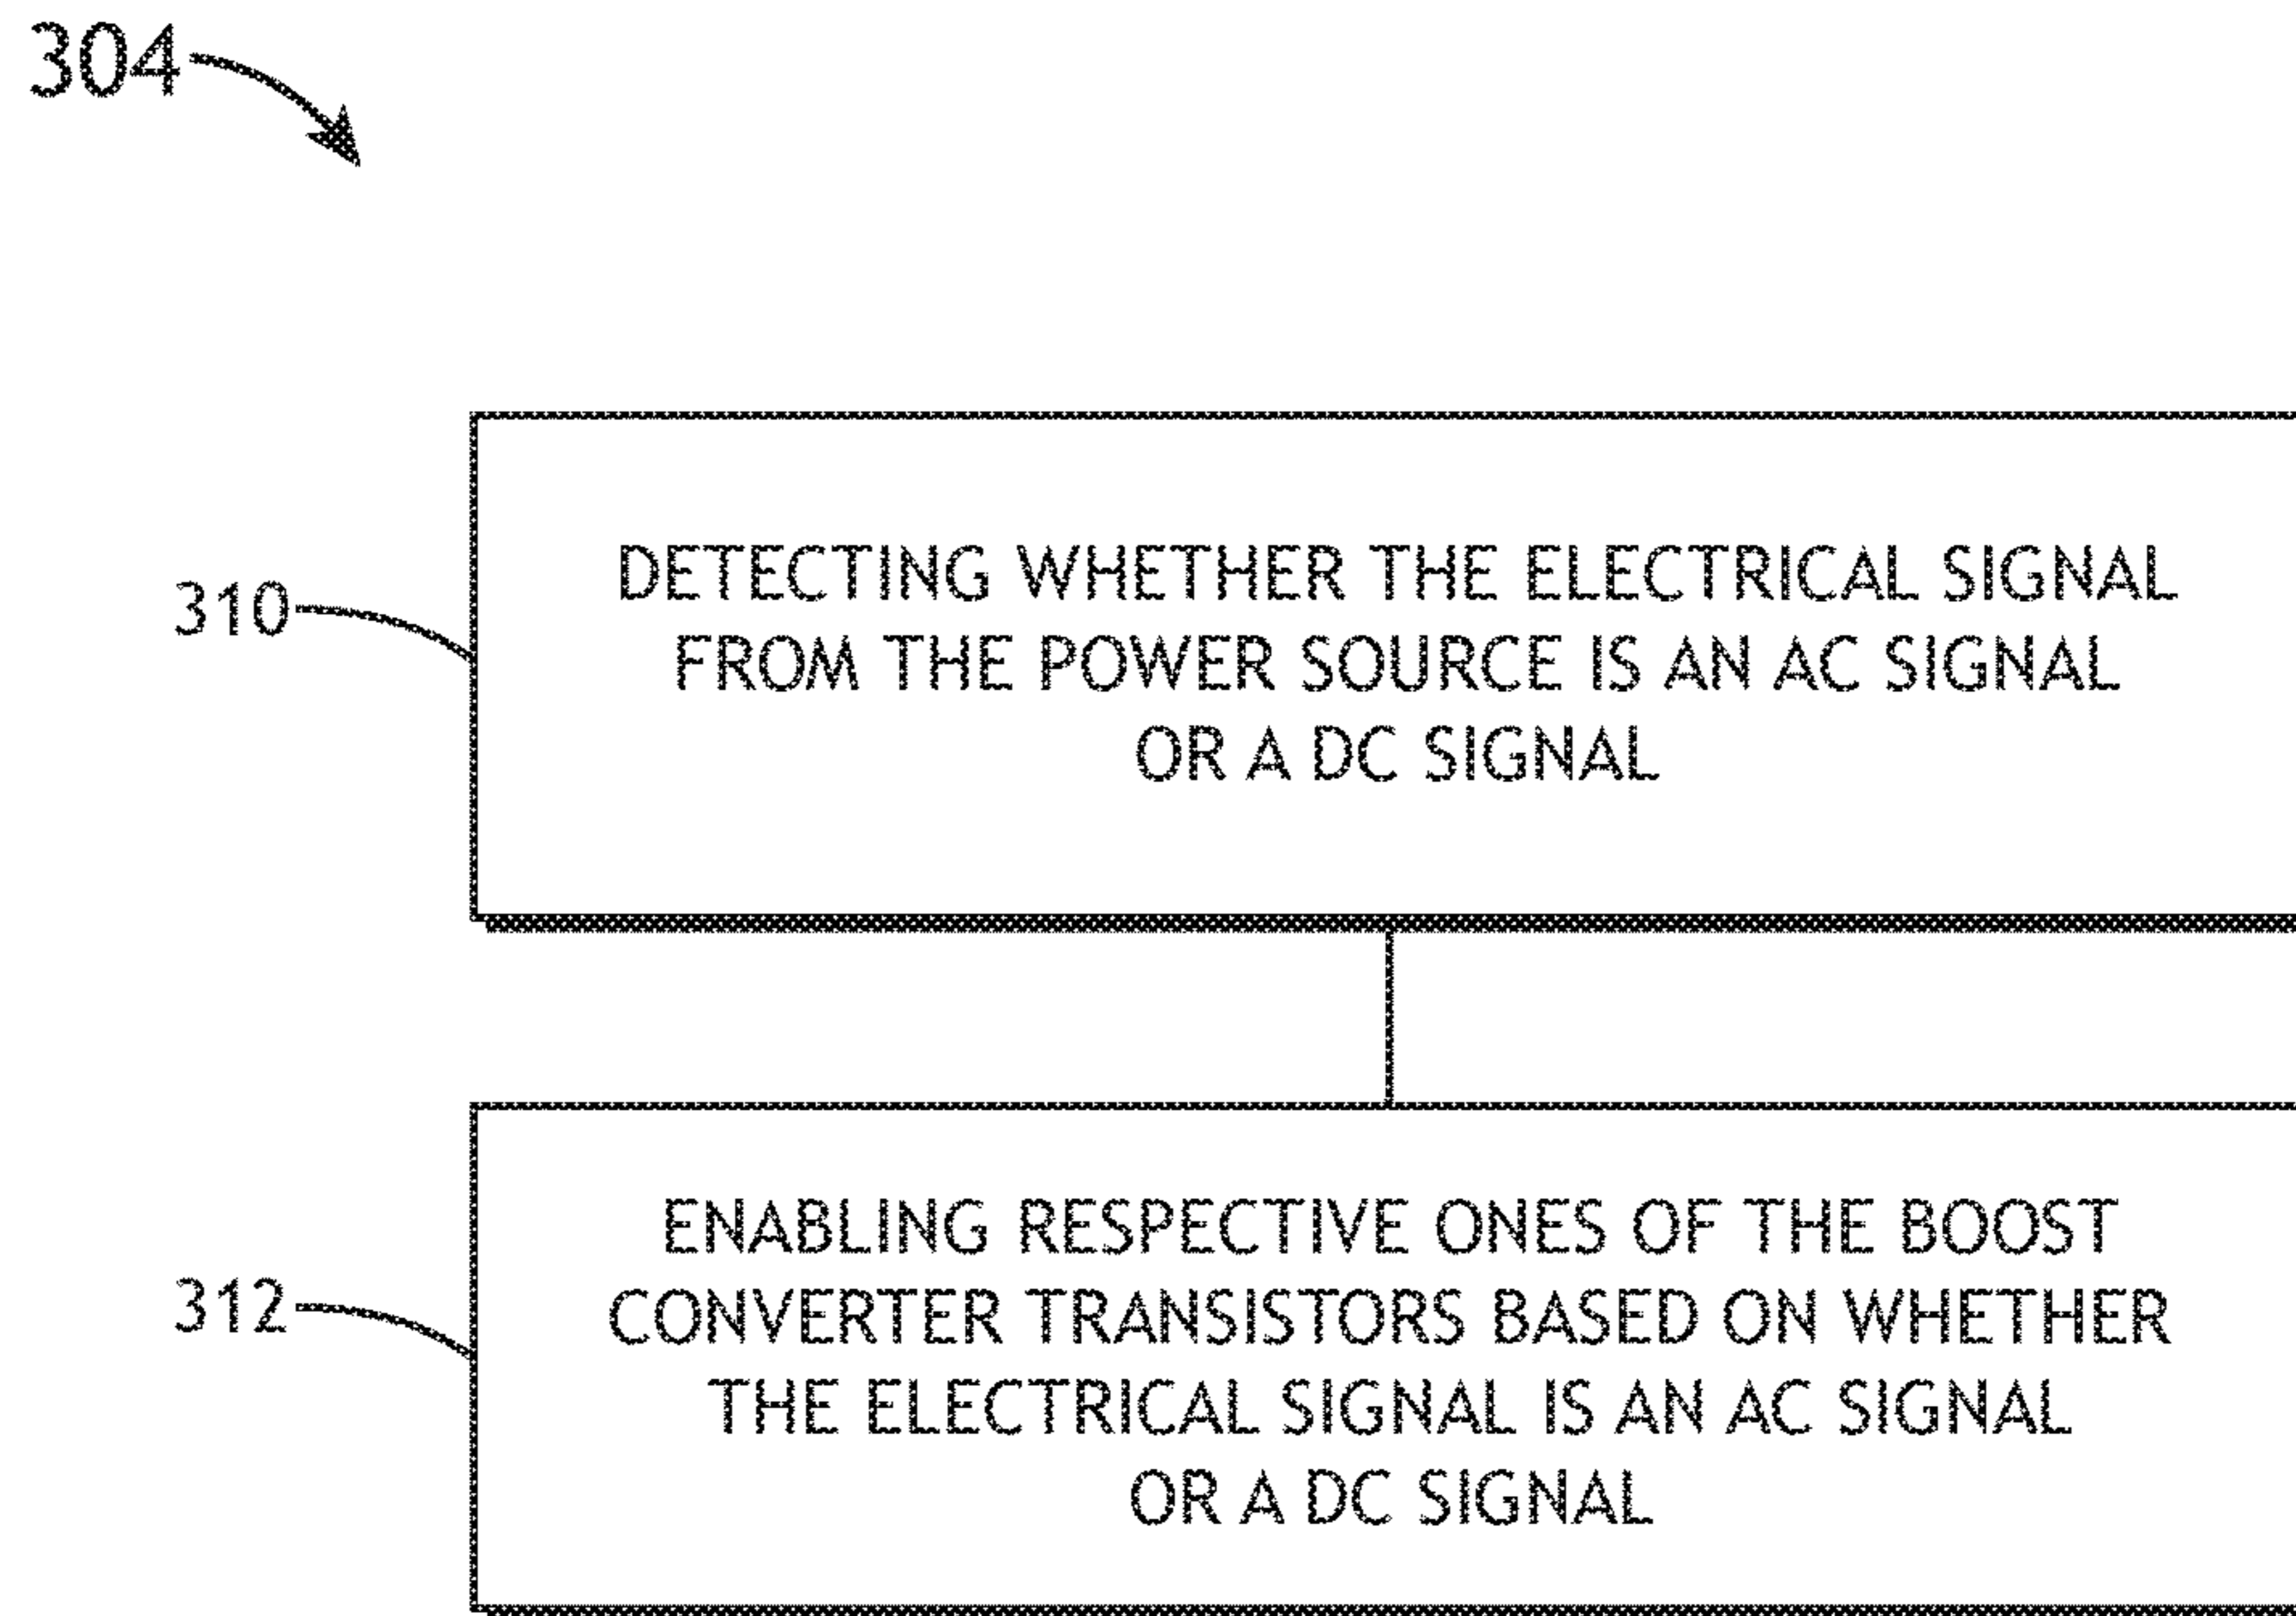 304
310
DETECTING WHETHER THE ELECTRICAL SIGNAL
FROM THE POWER SOURCE IS AN AC SIGNAL
OR A DC SIGNAL
312
ENABLING RESPECTIVE ONES OF THE BOOST
CONVERTER TRANSISTORS BASED ON WHETHER
THE ELECTRICAL SIGNAL IS AN AC SIGNAL
OR A DC SIGNAL